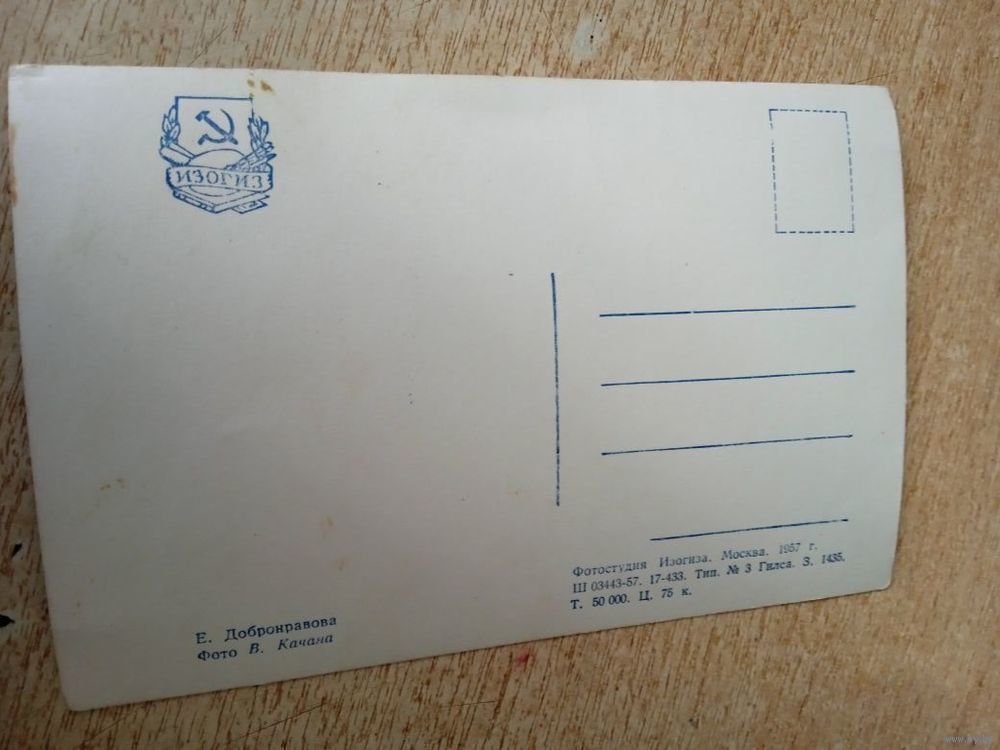 ИЗОГИЗ
Фотостудия Изогиза. Москва. 1957 г.
Ш 03443-57. 17-433. Тип. № 3 Гилса. З. 1435.
Т. 50 000. Ц. 75 к.
Е. Добронравова
Фото В. Качана